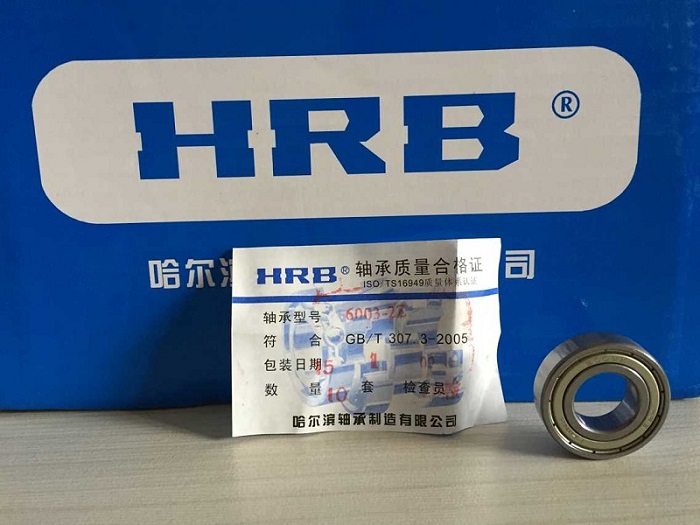 HRB®
哈尔滨
公司
HRB® 轴承质量合格证
ISO/TS16949质量体系认证
轴承型号 6003-2Z
符合 GB/T 307.3-2005
包装日期 15 1
数量 10 套 检查员
哈尔滨轴承制造有限公司